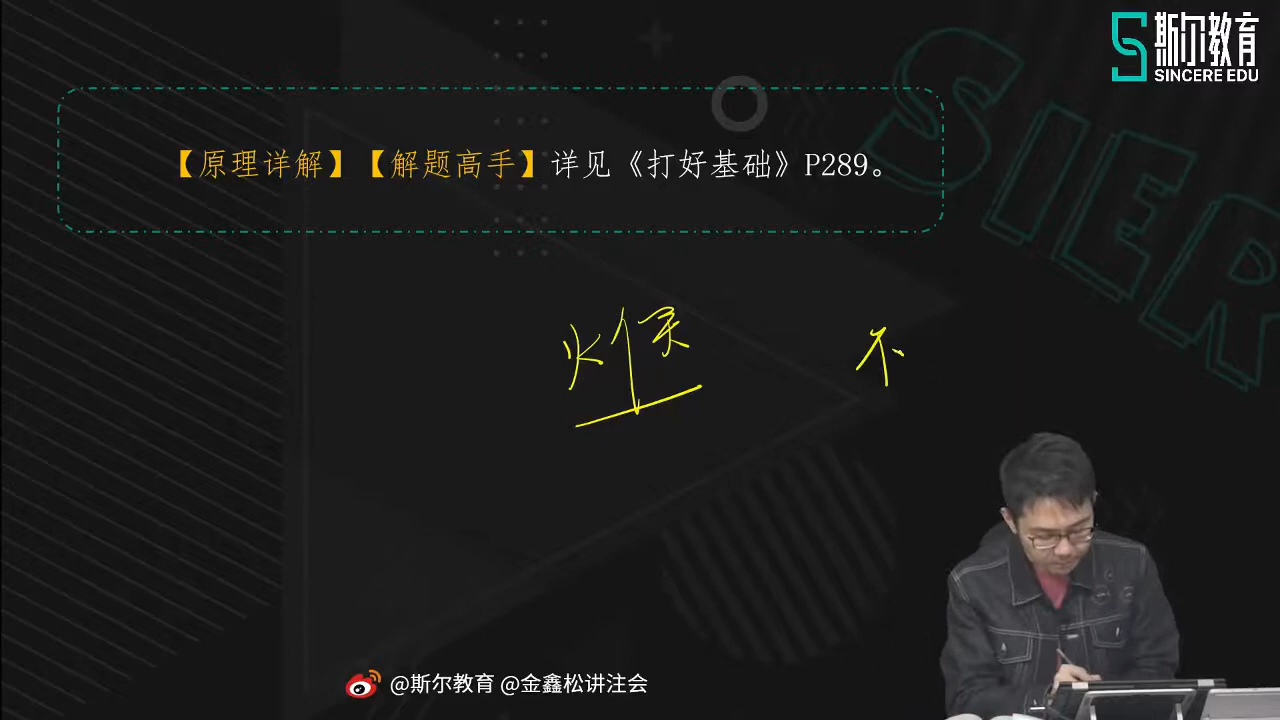 斯尔教育
SINCERE EDU
【原理详解】【解题高手】详见《打好基础》P289。
SIER
不
@斯尔教育 @金鑫松讲注会